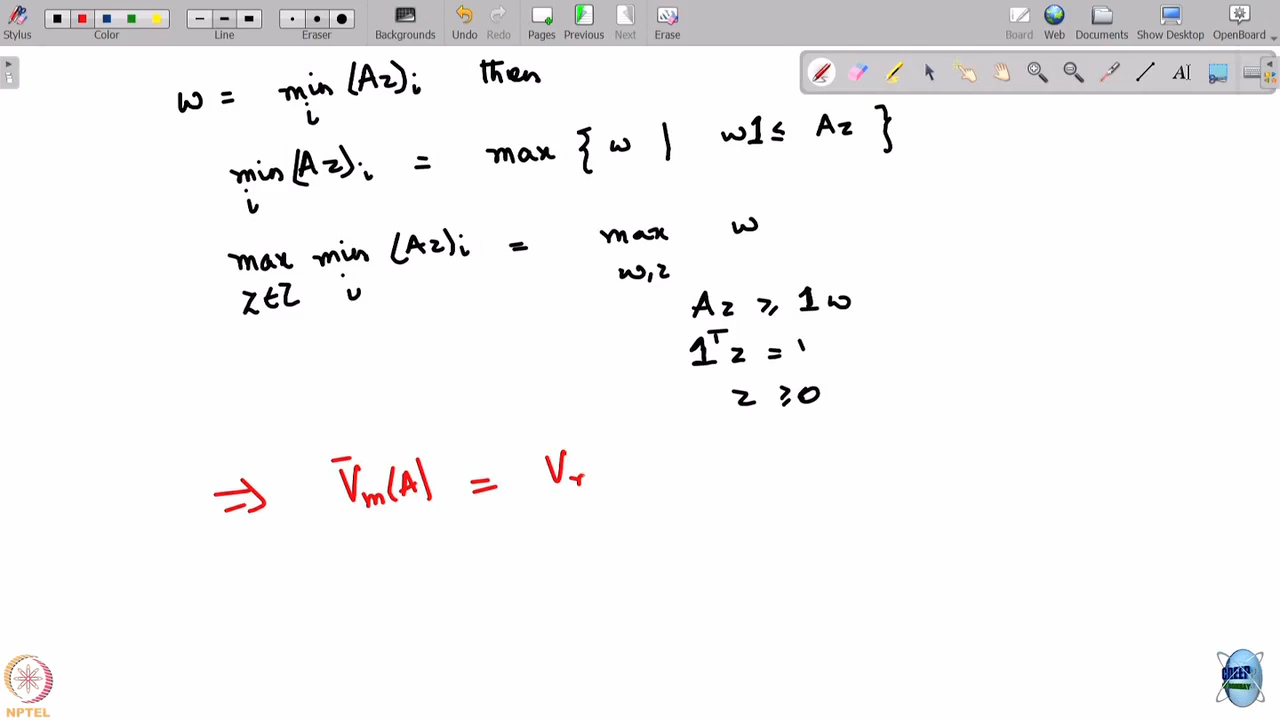 Stylus Color Line Eraser Backgrounds Undo Redo Pages Previous Next Erase Board Web Documents Show Desktop OpenBoard
w = min i (Az)i then
min i (Az)i = max { w | w1 ≤ Az }
max z∈Z min i (Az)i = max w,z w
Az ≥ 1w
1ᵀz = 1
z ≥ 0
⇒ V̄m(A) = V
NPTEL